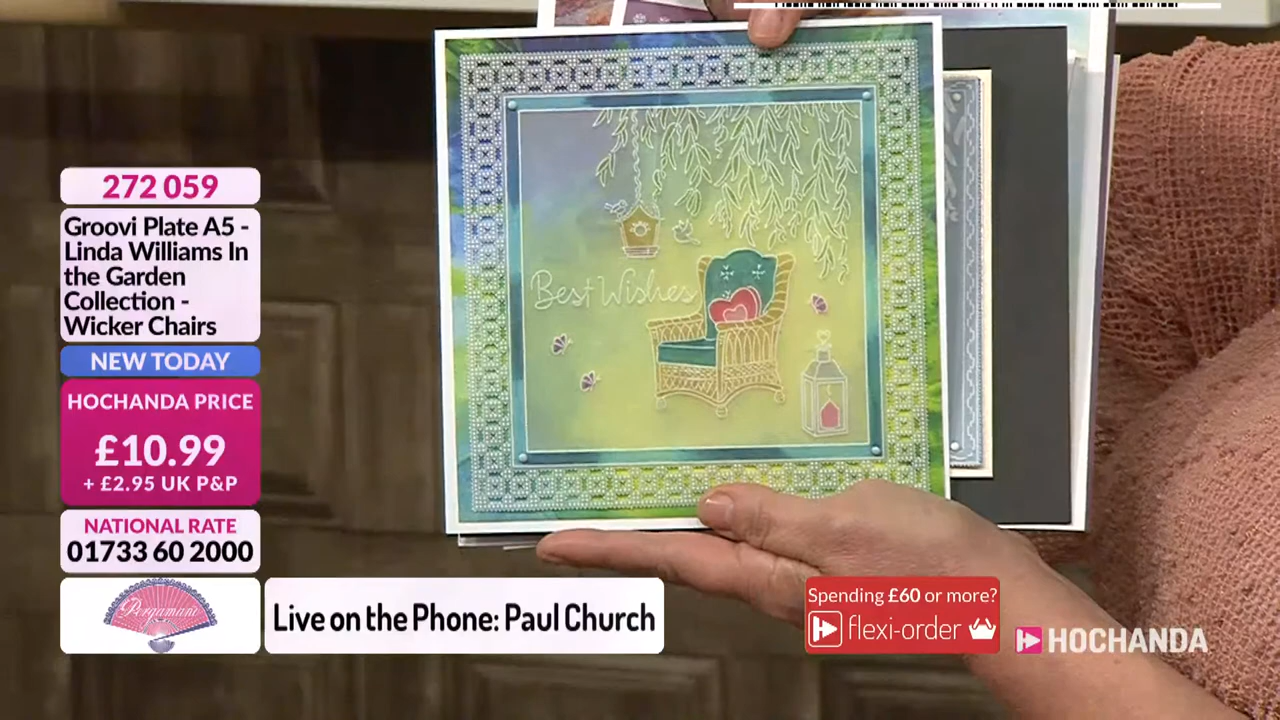 272 059
Groovi Plate A5 -
Linda Williams In
the Garden
Collection -
Wicker Chairs
NEW TODAY
HOCHANDA PRICE
£10.99
+ £2.95 UK P&P
NATIONAL RATE
01733 60 2000
Pergamano
Live on the Phone: Paul Church
Best Wishes
Spending £60 or more?
flexi-order
HOCHANDA